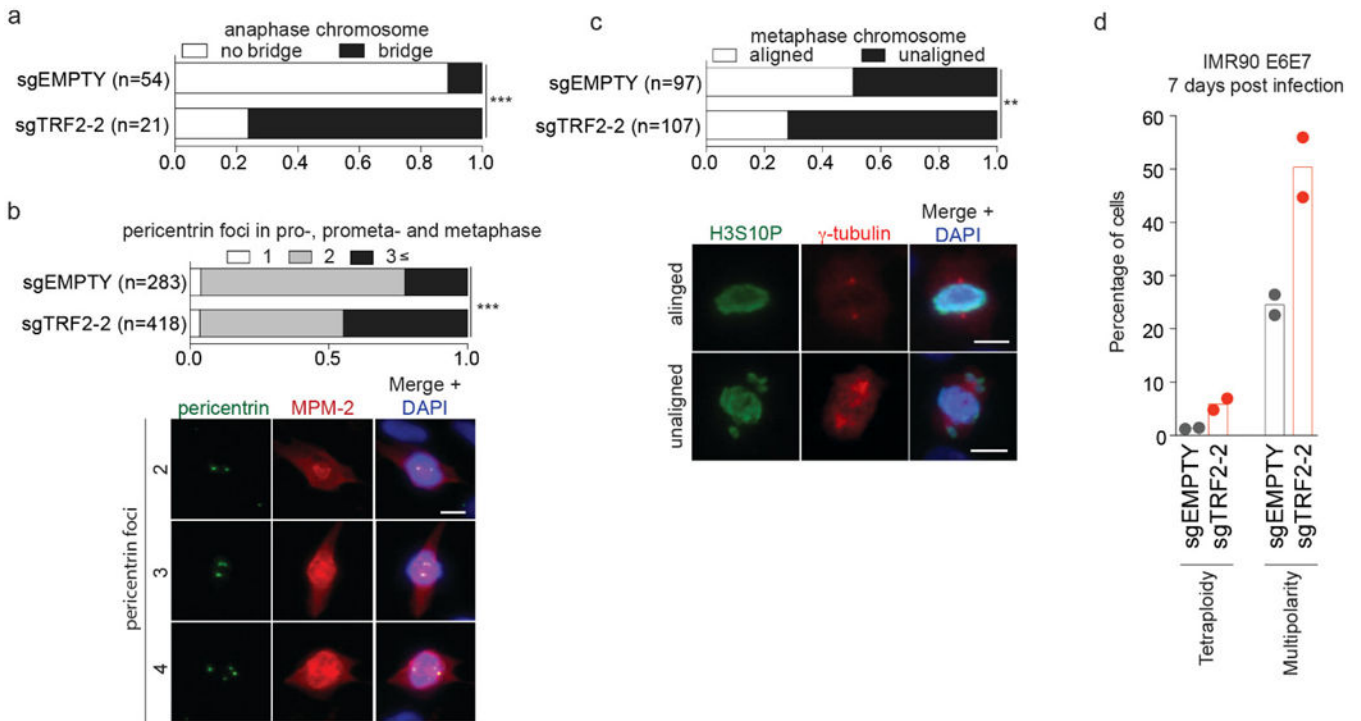 a
anaphase chromosome
no bridge bridge
sgEMPTY (n=54)
sgTRF2-2 (n=21)
***
0.0 0.2 0.4 0.6 0.8 1.0
b
pericentrin foci in pro-, prometa- and metaphase
1 2 3≤
sgEMPTY (n=283)
sgTRF2-2 (n=418)
***
0.0 0.5 1.0
pericentrin MPM-2 Merge +
DAPI
pericentrin foci
2
3
4
c
metaphase chromosome
aligned unaligned
sgEMPTY (n=97)
sgTRF2-2 (n=107)
**
0.0 0.2 0.4 0.6 0.8 1.0
H3S10P γ-tubulin Merge +
DAPI
alinged
unaligned
d
IMR90 E6E7
7 days post infection
Percentage of cells
60
50
40
30
20
10
0
sgEMPTY
sgTRF2-2
sgEMPTY
sgTRF2-2
Tetraploidy
Multipolarity